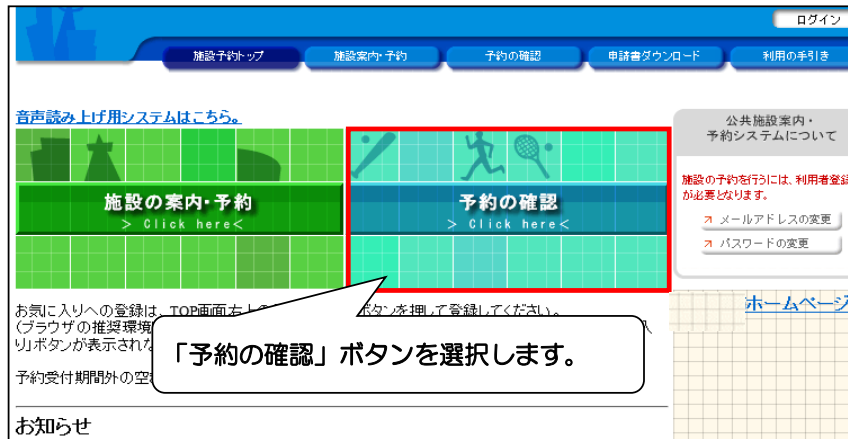 ログイン
施設予約トップ
施設案内・予約
予約の確認
申請書ダウンロード
利用の手引き
音声読み上げ用システムはこちら。
施設の案内・予約
> Click here<
予約の確認
> Click here<
公共施設案内・
予約システムについて
施設の予約を行うには、利用者登録
が必要となります。
メールアドレスの変更
パスワードの変更
お気に入りへの登録は、TOP画面右上の
ボタンを押して登録してください。
(ブラウザの推奨環境
り」ボタンが表示されな
予約受付期間外の空
「予約の確認」ボタンを選択します。
ホームページ
お知らせ